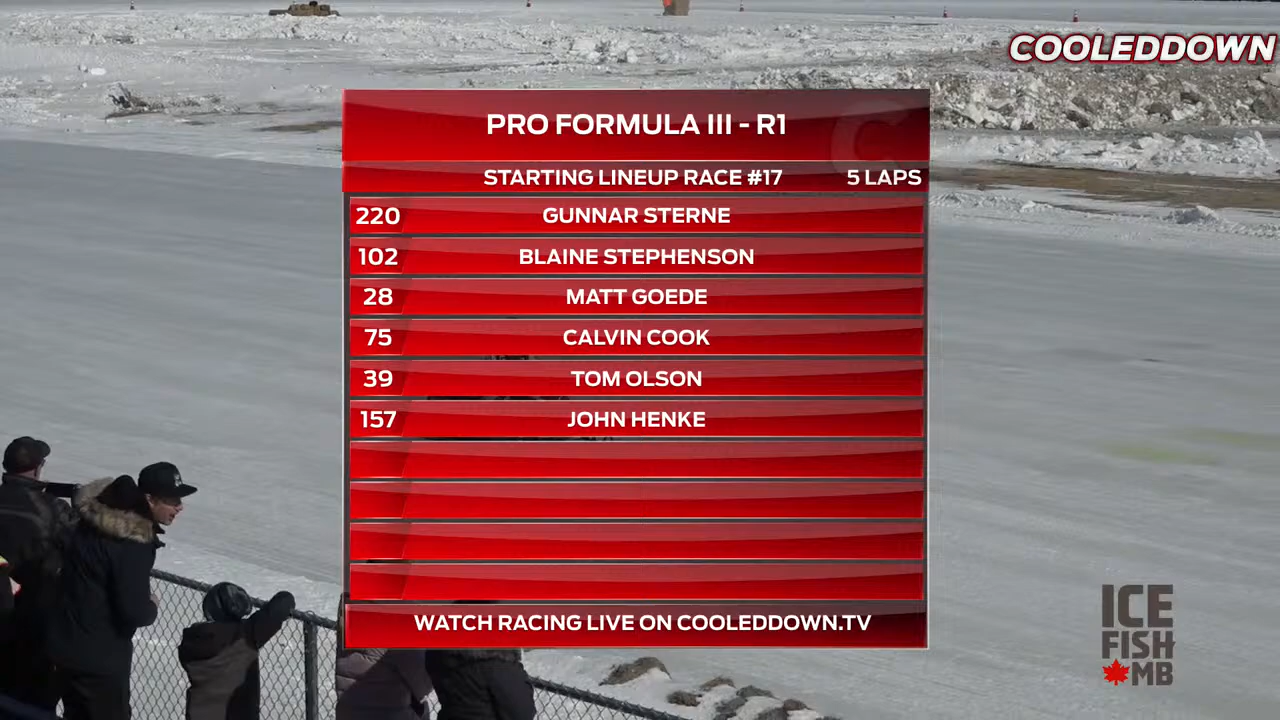 COOLEDDOWN
PRO FORMULA III - R1
STARTING LINEUP RACE #17 5 LAPS
220 GUNNAR STERNE
102 BLAINE STEPHENSON
28 MATT GOEDE
75 CALVIN COOK
39 TOM OLSON
157 JOHN HENKE
WATCH RACING LIVE ON COOLEDDOWN.TV
ICE
FISH
MB